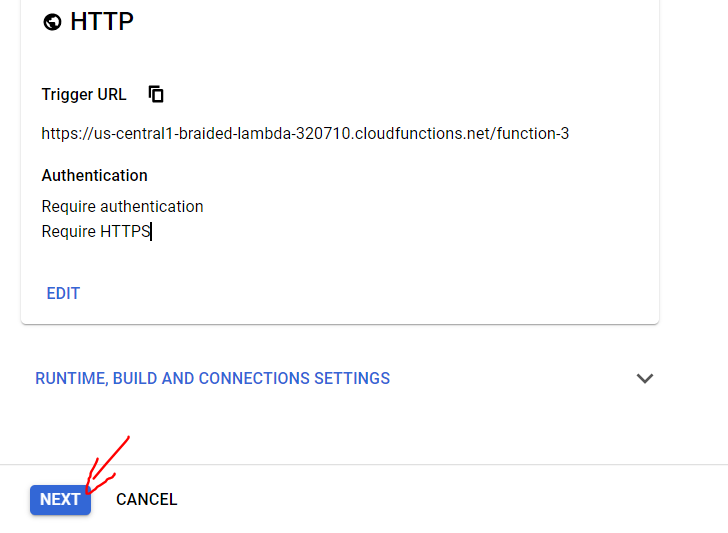 HTTP
Trigger URL
https://us-central1-braided-lambda-320710.cloudfunctions.net/function-3
Authentication
Require authentication
Require HTTPS
EDIT
RUNTIME, BUILD AND CONNECTIONS SETTINGS
NEXT CANCEL